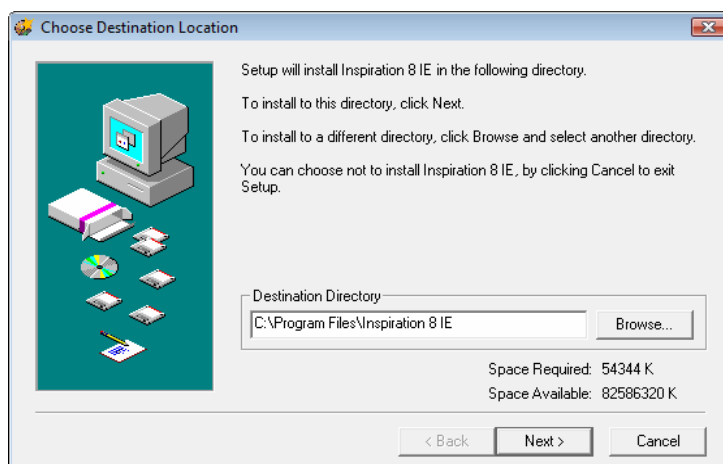 Choose Destination Location
Setup will install Inspiration 8 IE in the following directory.
To install to this directory, click Next.
To install to a different directory, click Browse and select another directory.
You can choose not to install Inspiration 8 IE, by clicking Cancel to exit
Setup.
Destination Directory
C:\Program Files\Inspiration 8 IE
Browse...
Space Required: 54344 K
Space Available: 82586320 K
< Back
Next >
Cancel